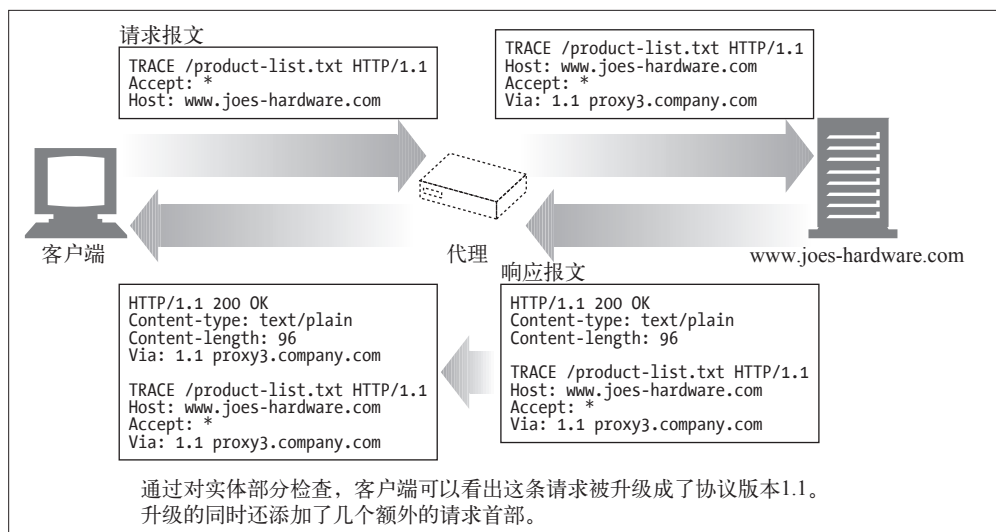 请求报文
TRACE /product-list.txt HTTP/1.1
Accept: *
Host: www.joes-hardware.com
TRACE /product-list.txt HTTP/1.1
Host: www.joes-hardware.com
Accept: *
Via: 1.1 proxy3.company.com
客户端
代理
www.joes-hardware.com
响应报文
HTTP/1.1 200 OK
Content-type: text/plain
Content-length: 96
Via: 1.1 proxy3.company.com
TRACE /product-list.txt HTTP/1.1
Host: www.joes-hardware.com
Accept: *
Via: 1.1 proxy3.company.com
HTTP/1.1 200 OK
Content-type: text/plain
Content-length: 96
TRACE /product-list.txt HTTP/1.1
Host: www.joes-hardware.com
Accept: *
Via: 1.1 proxy3.company.com
通过对实体部分检查，客户端可以看出这条请求被升级成了协议版本1.1。
升级的同时还添加了几个额外的请求首部。